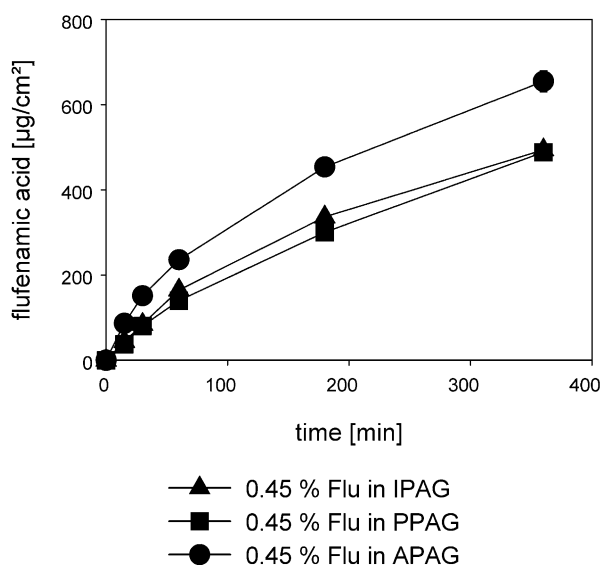 800
600
400
200
0
flufenamic acid [µg/cm²]
0 100 200 300 400
time [min]
0.45 % Flu in IPAG
0.45 % Flu in PPAG
0.45 % Flu in APAG